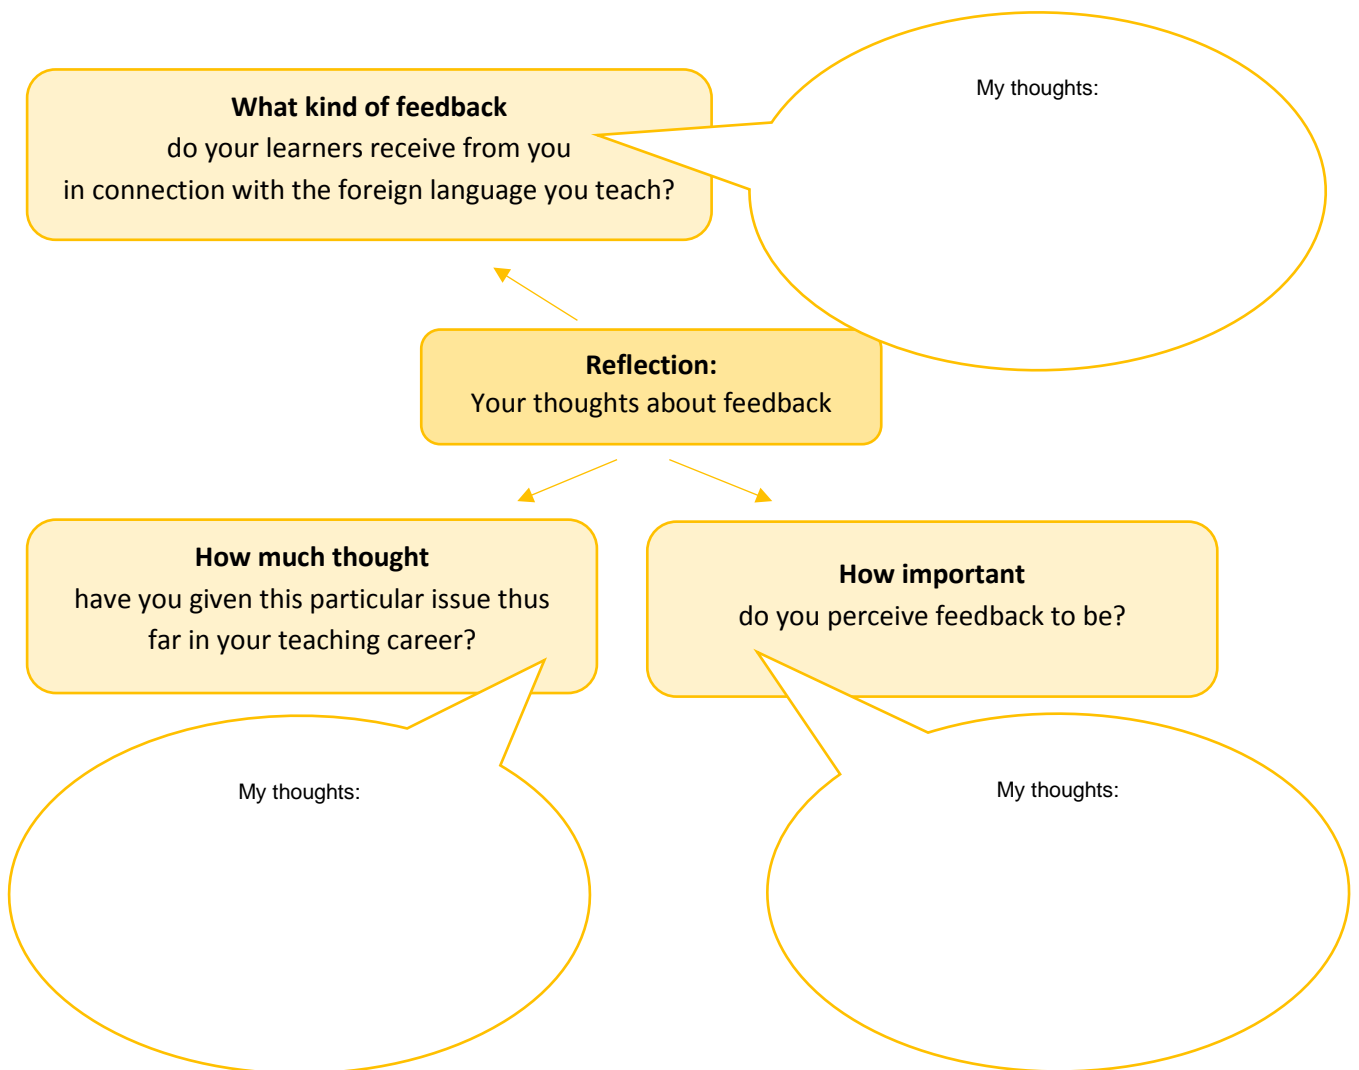 What kind of feedback
do your learners receive from you
in connection with the foreign language you teach?
My thoughts:
Reflection:
Your thoughts about feedback
How much thought
have you given this particular issue thus
far in your teaching career?
How important
do you perceive feedback to be?
My thoughts:
My thoughts: